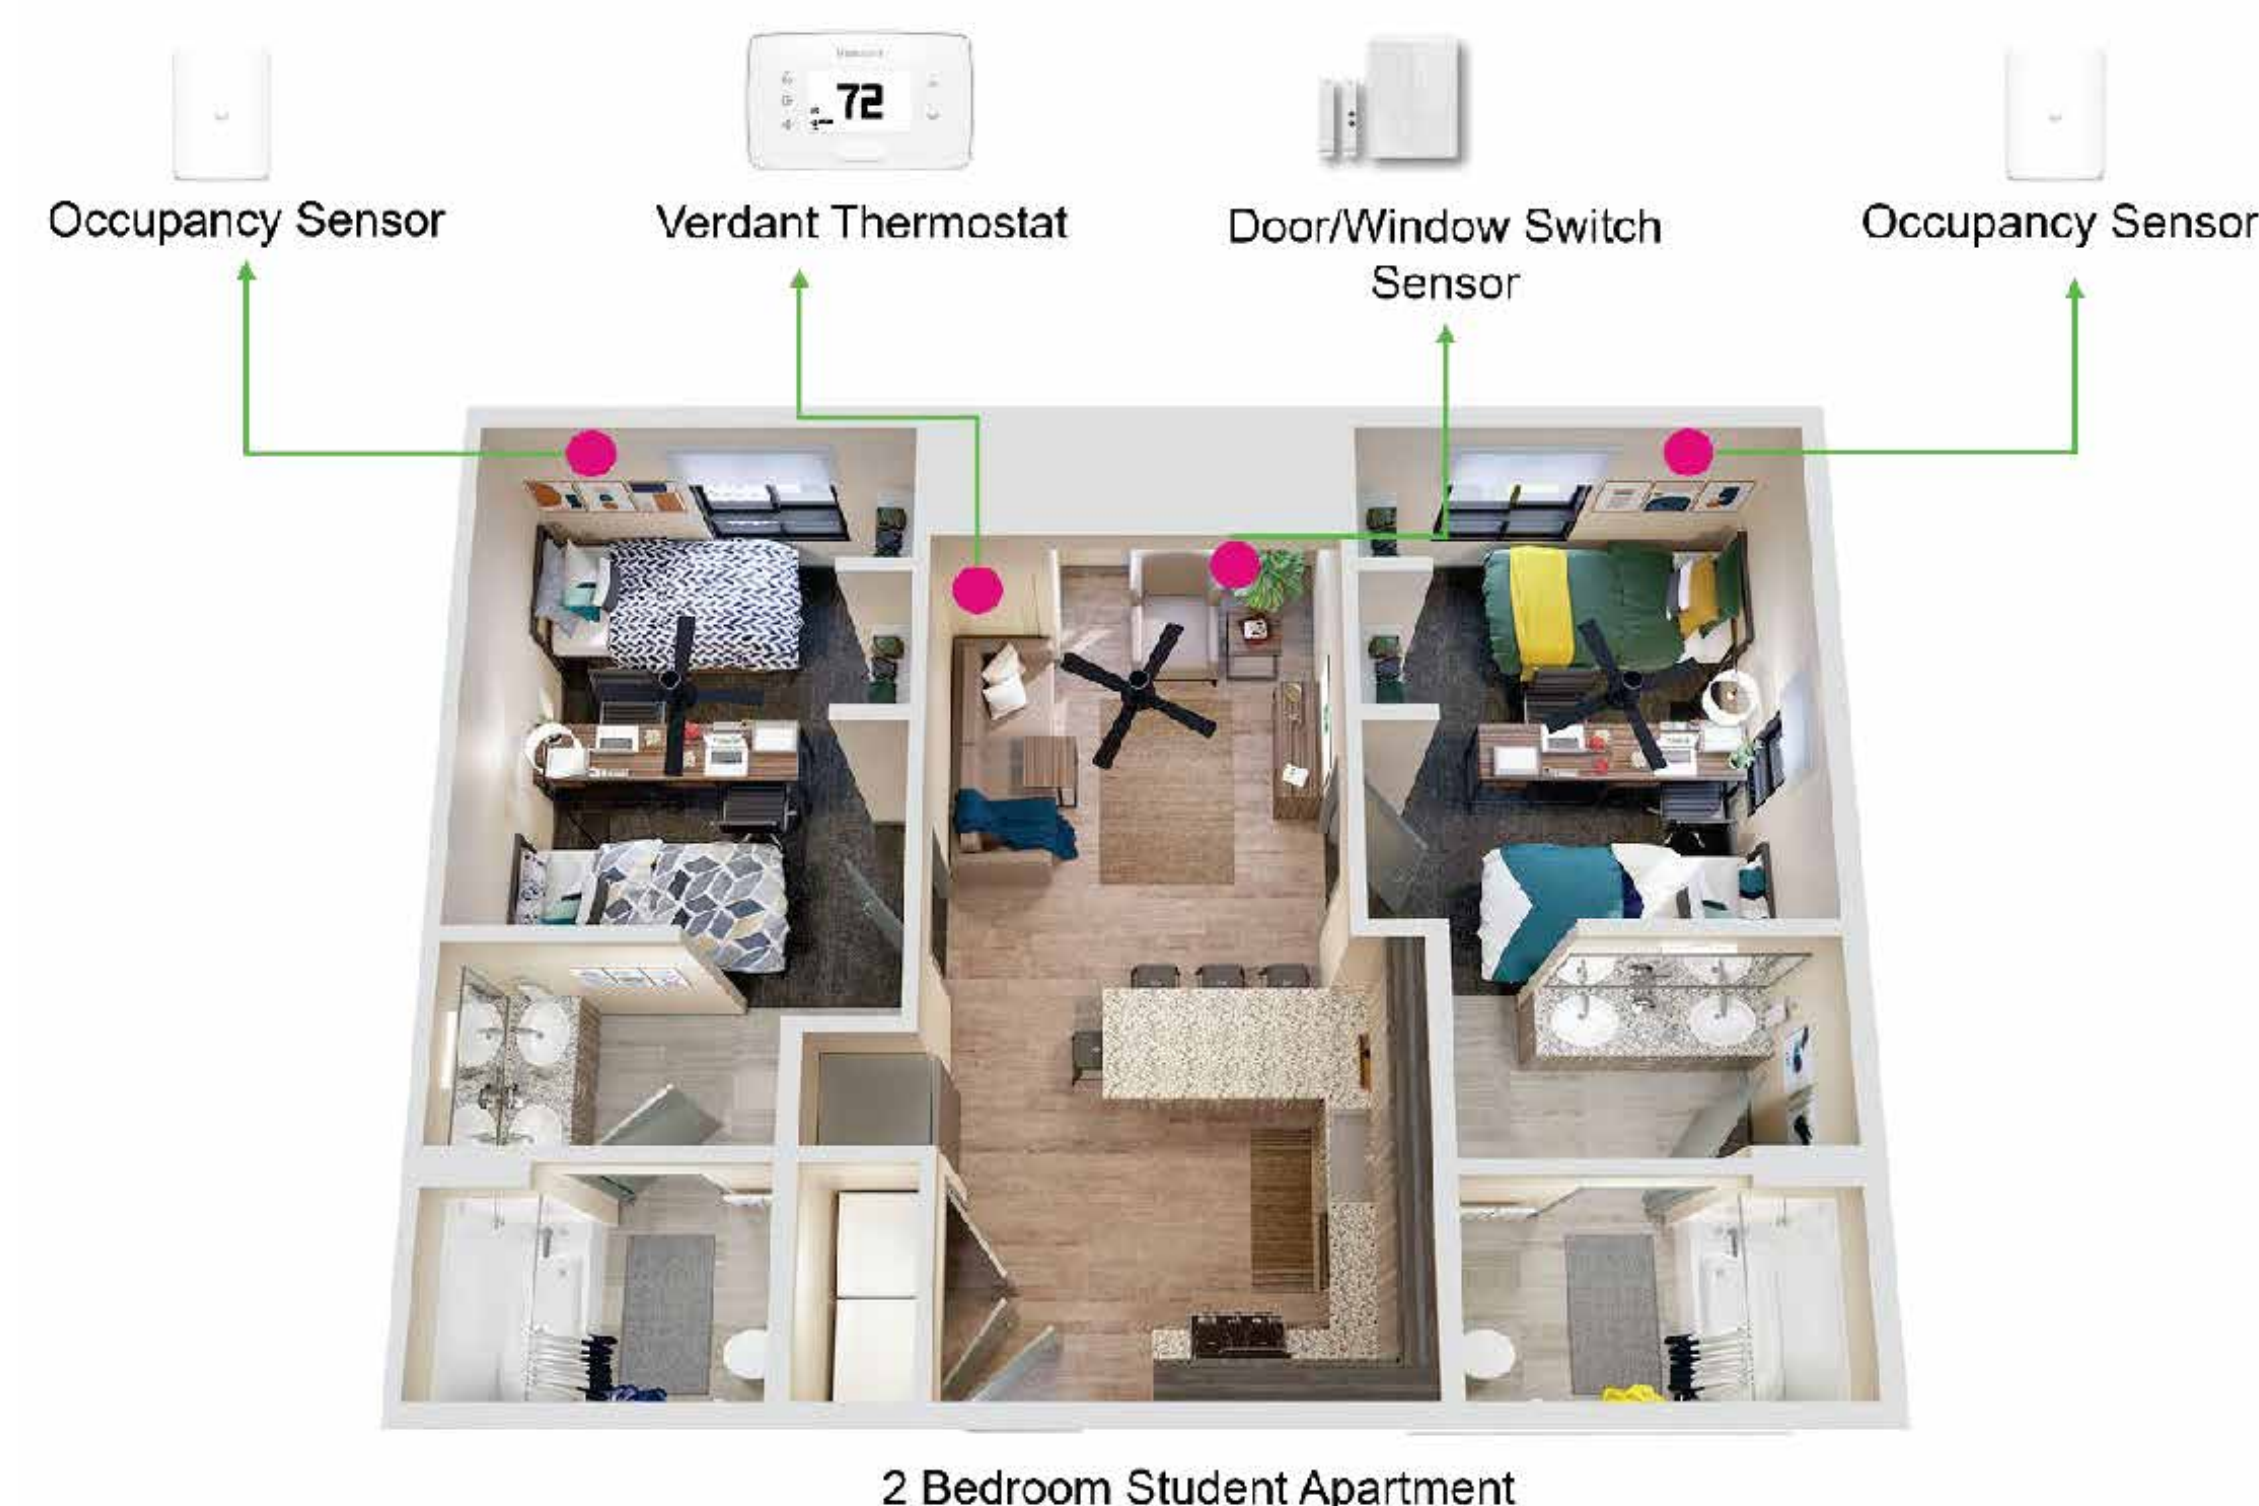 72
Occupancy Sensor
Verdant Thermostat
Door/Window Switch
Sensor
Occupancy Sensor
2 Bedroom Student Apartment